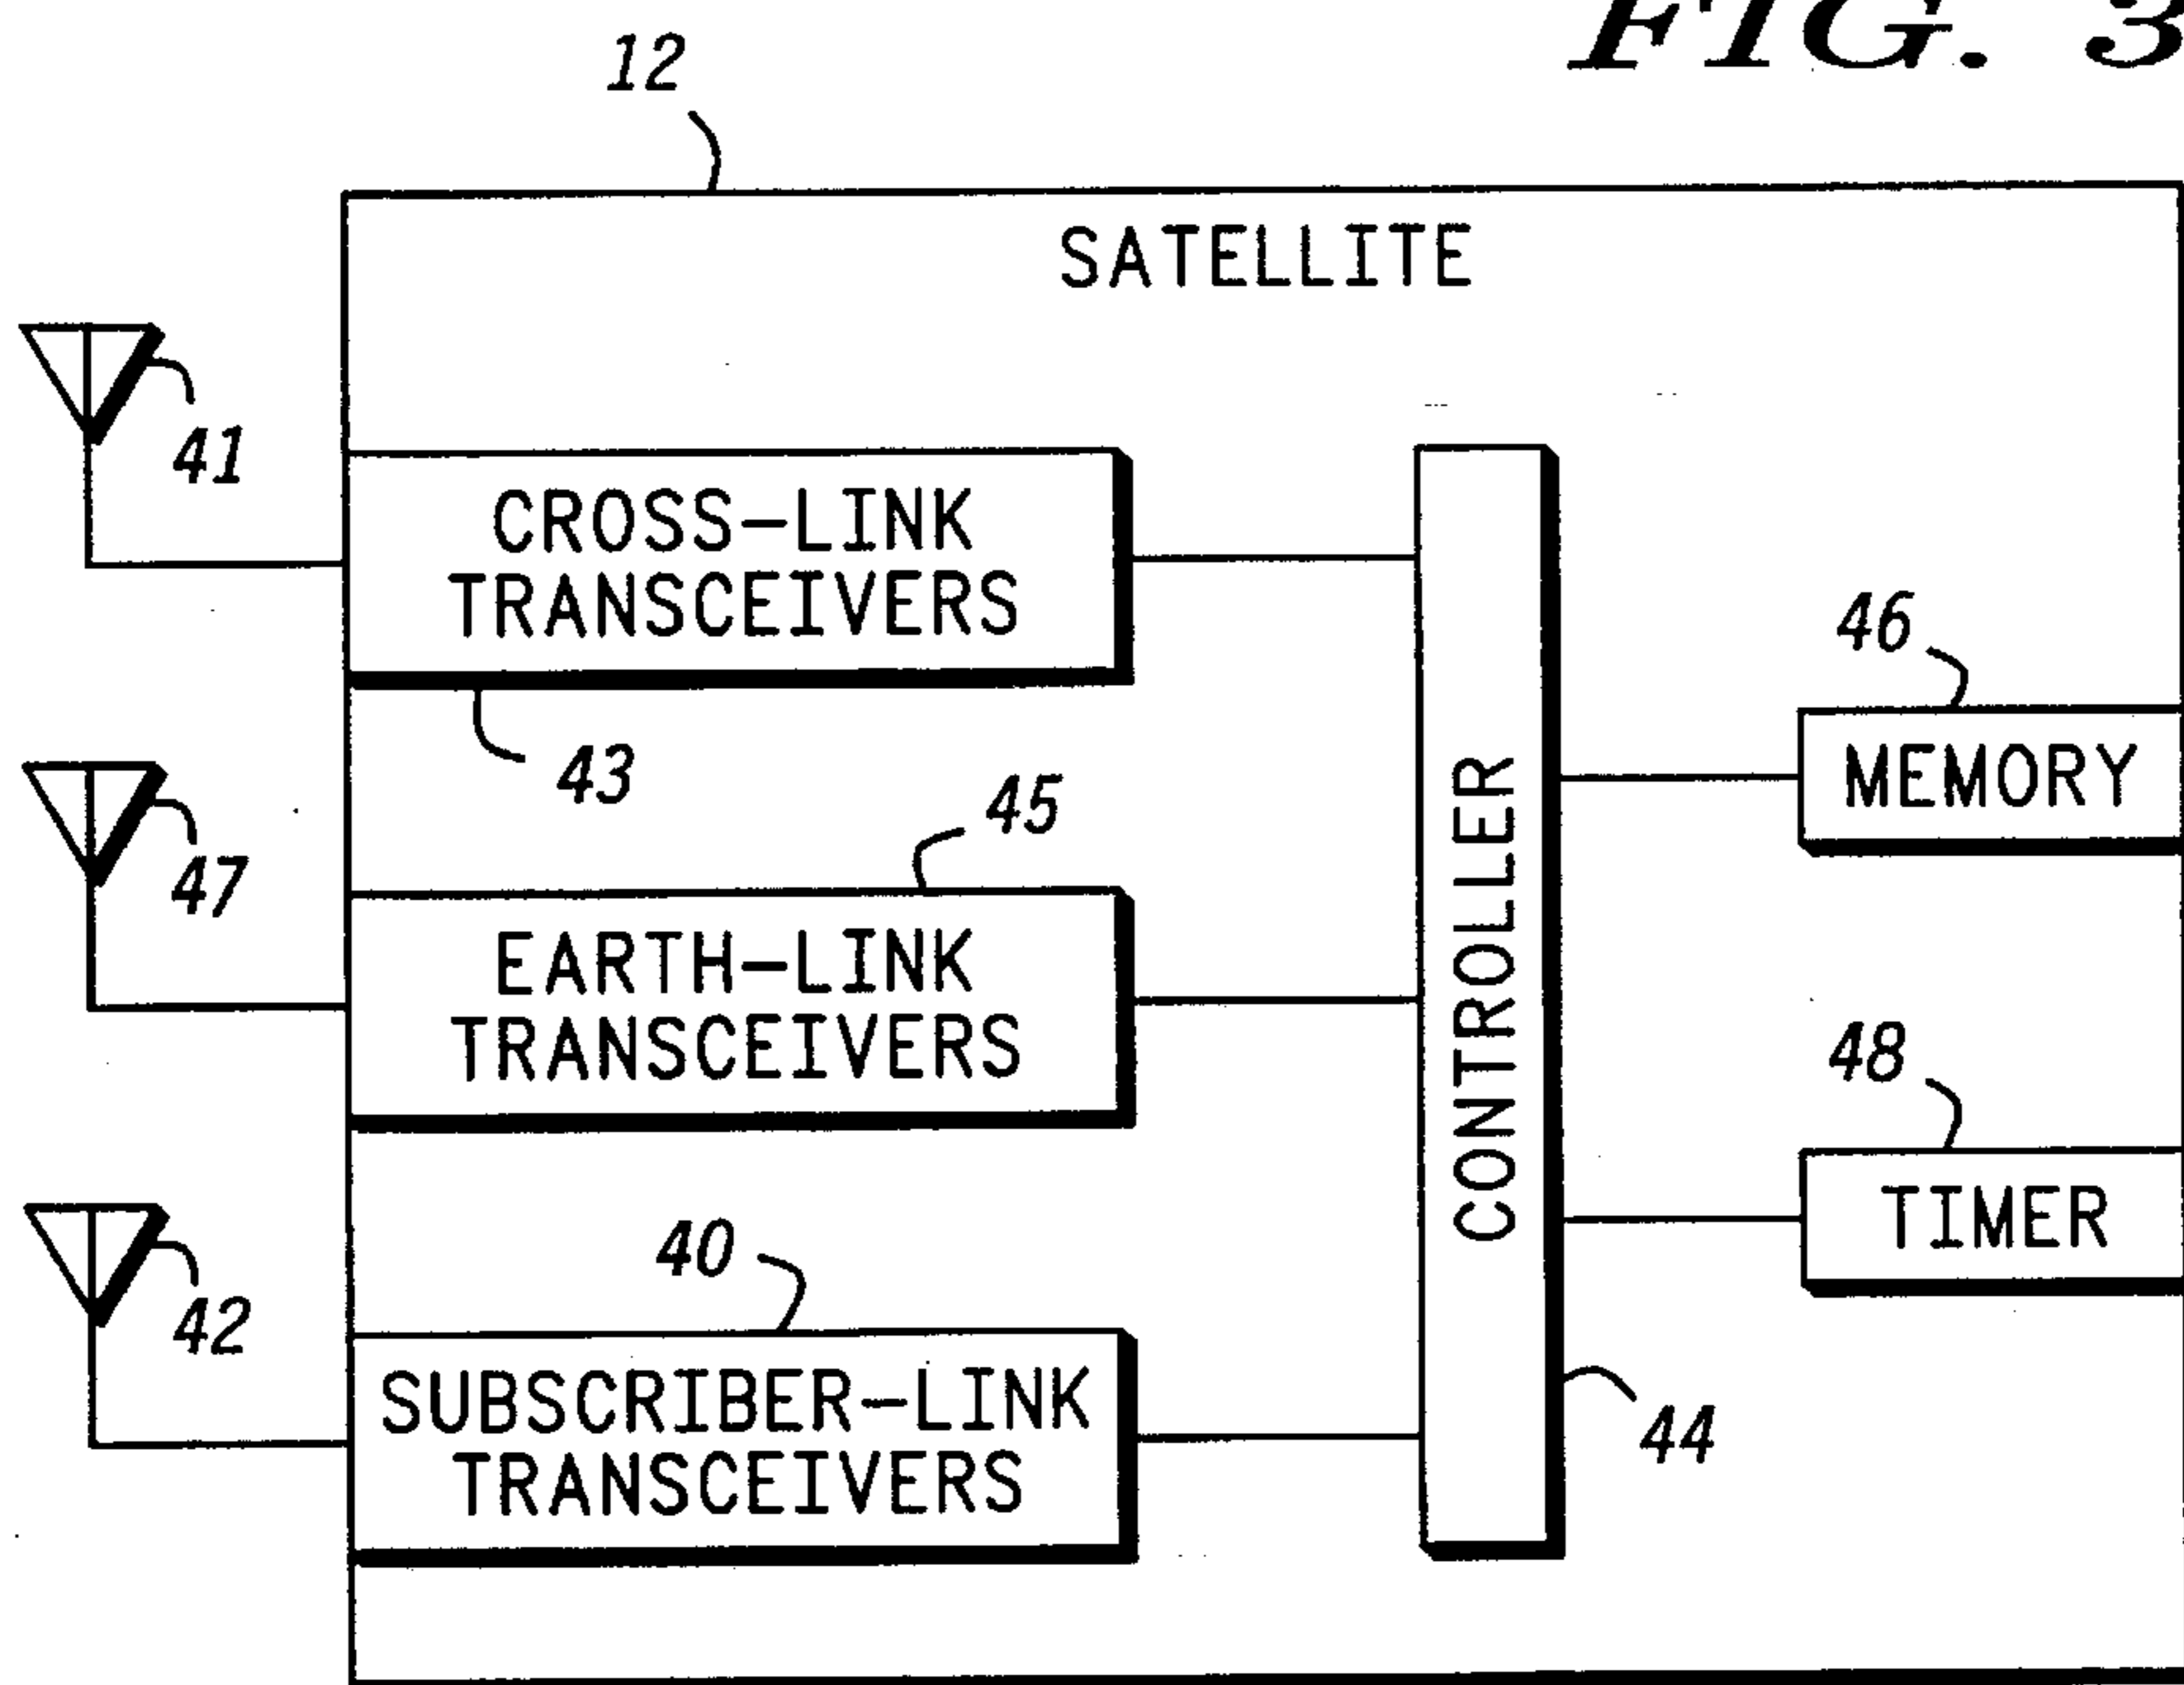 FIG. 3
12
SATELLITE
41
CROSS-LINK
TRANSCEIVERS
43
46
MEMORY
47
45
EARTH-LINK
TRANSCEIVERS
CONTROLLER
48
TIMER
42
40
SUBSCRIBER-LINK
TRANSCEIVERS
44